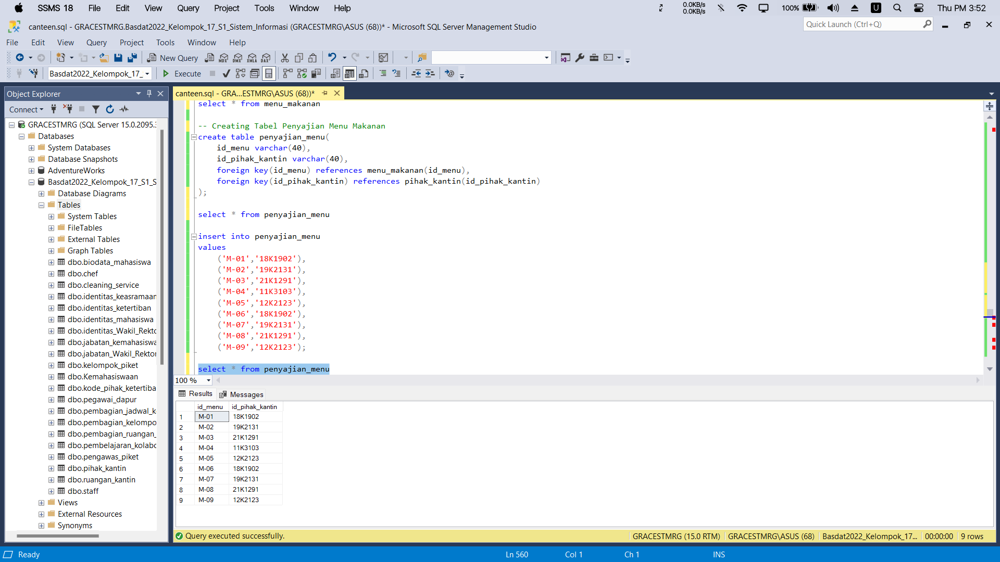 SSMS 18 File Edit View Query Project Tools Window Help 0.0KB/s 0.0KB/s 100% U Thu PM 3:52
canteen.sql - GRACESTMRG.Basdat2022_Kelompok_17_S1_Sistem_Informasi (GRACESTMRG\ASUS (68))* - Microsoft SQL Server Management Studio
Quick Launch (Ctrl+Q)
File Edit View Query Project Tools Window Help
New Query MDX DMX XMLA DAX
Basdat2022_Kelompok_17_ Execute
Object Explorer
Connect
GRACESTMRG (SQL Server 15.0.2095.3
Databases
System Databases
Database Snapshots
AdventureWorks
Basdat2022_Kelompok_17_S1_S
Database Diagrams
Tables
System Tables
FileTables
External Tables
Graph Tables
dbo.biodata_mahasiswa
dbo.chef
dbo.cleaning_service
dbo.identitas_keasramaan
dbo.identitas_ketertiban
dbo.identitas_mahasiswa
dbo.identitas_Wakil_Rekto
dbo.jabatan_kemahasiswa
dbo.jabatan_Wakil_Rektor
dbo.kelompok_piket
dbo.Kemahasiswaan
dbo.kode_pihak_ketertiba
dbo.pegawai_dapur
dbo.pembagian_jadwal_k
dbo.pembagian_kelompo
dbo.pembagian_ruangan_
dbo.pembelajaran_kolabo
dbo.pengawas_piket
dbo.pihak_kantin
dbo.ruangan_kantin
dbo.staff
Views
External Resources
Synonyms
canteen.sql - GRA...ESTMRG\ASUS (68))*
select * from menu_makanan
-- Creating Tabel Penyajian Menu Makanan
create table penyajian_menu(
id_menu varchar(40),
id_pihak_kantin varchar(40),
foreign key(id_menu) references menu_makanan(id_menu),
foreign key(id_pihak_kantin) references pihak_kantin(id_pihak_kantin)
);
select * from penyajian_menu
insert into penyajian_menu
values
('M-01','18K1902'),
('M-02','19K2131'),
('M-03','21K1291'),
('M-04','11K3103'),
('M-05','12K2123'),
('M-06','18K1902'),
('M-07','19K2131'),
('M-08','21K1291'),
('M-09','12K2123');
select * from penyajian_menu
100 %
Results Messages
id_menu id_pihak_kantin
1 M-01 18K1902
2 M-02 19K2131
3 M-03 21K1291
4 M-04 11K3103
5 M-05 12K2123
6 M-06 18K1902
7 M-07 19K2131
8 M-08 21K1291
9 M-09 12K2123
Query executed successfully. GRACESTMRG (15.0 RTM) GRACESTMRG\ASUS (68) Basdat2022_Kelompok_17... 00:00:00 9 rows
Ready Ln 560 Col 1 Ch 1 INS